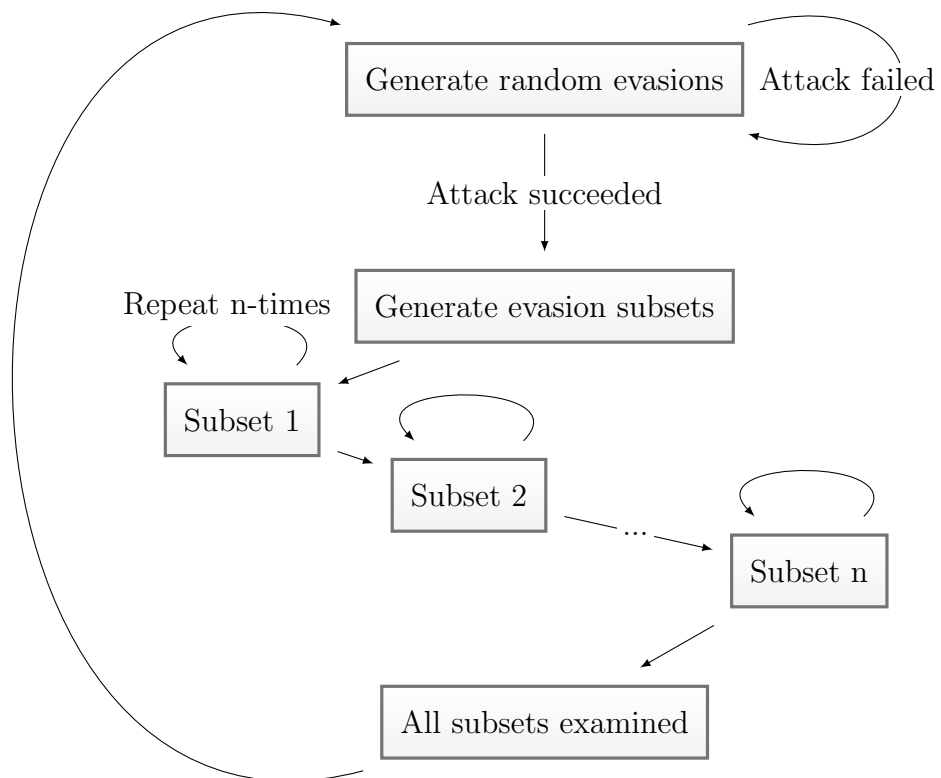 Generate random evasions
Attack failed
Attack succeeded
Generate evasion subsets
Repeat n-times
Subset 1
Subset 2
...
Subset n
All subsets examined